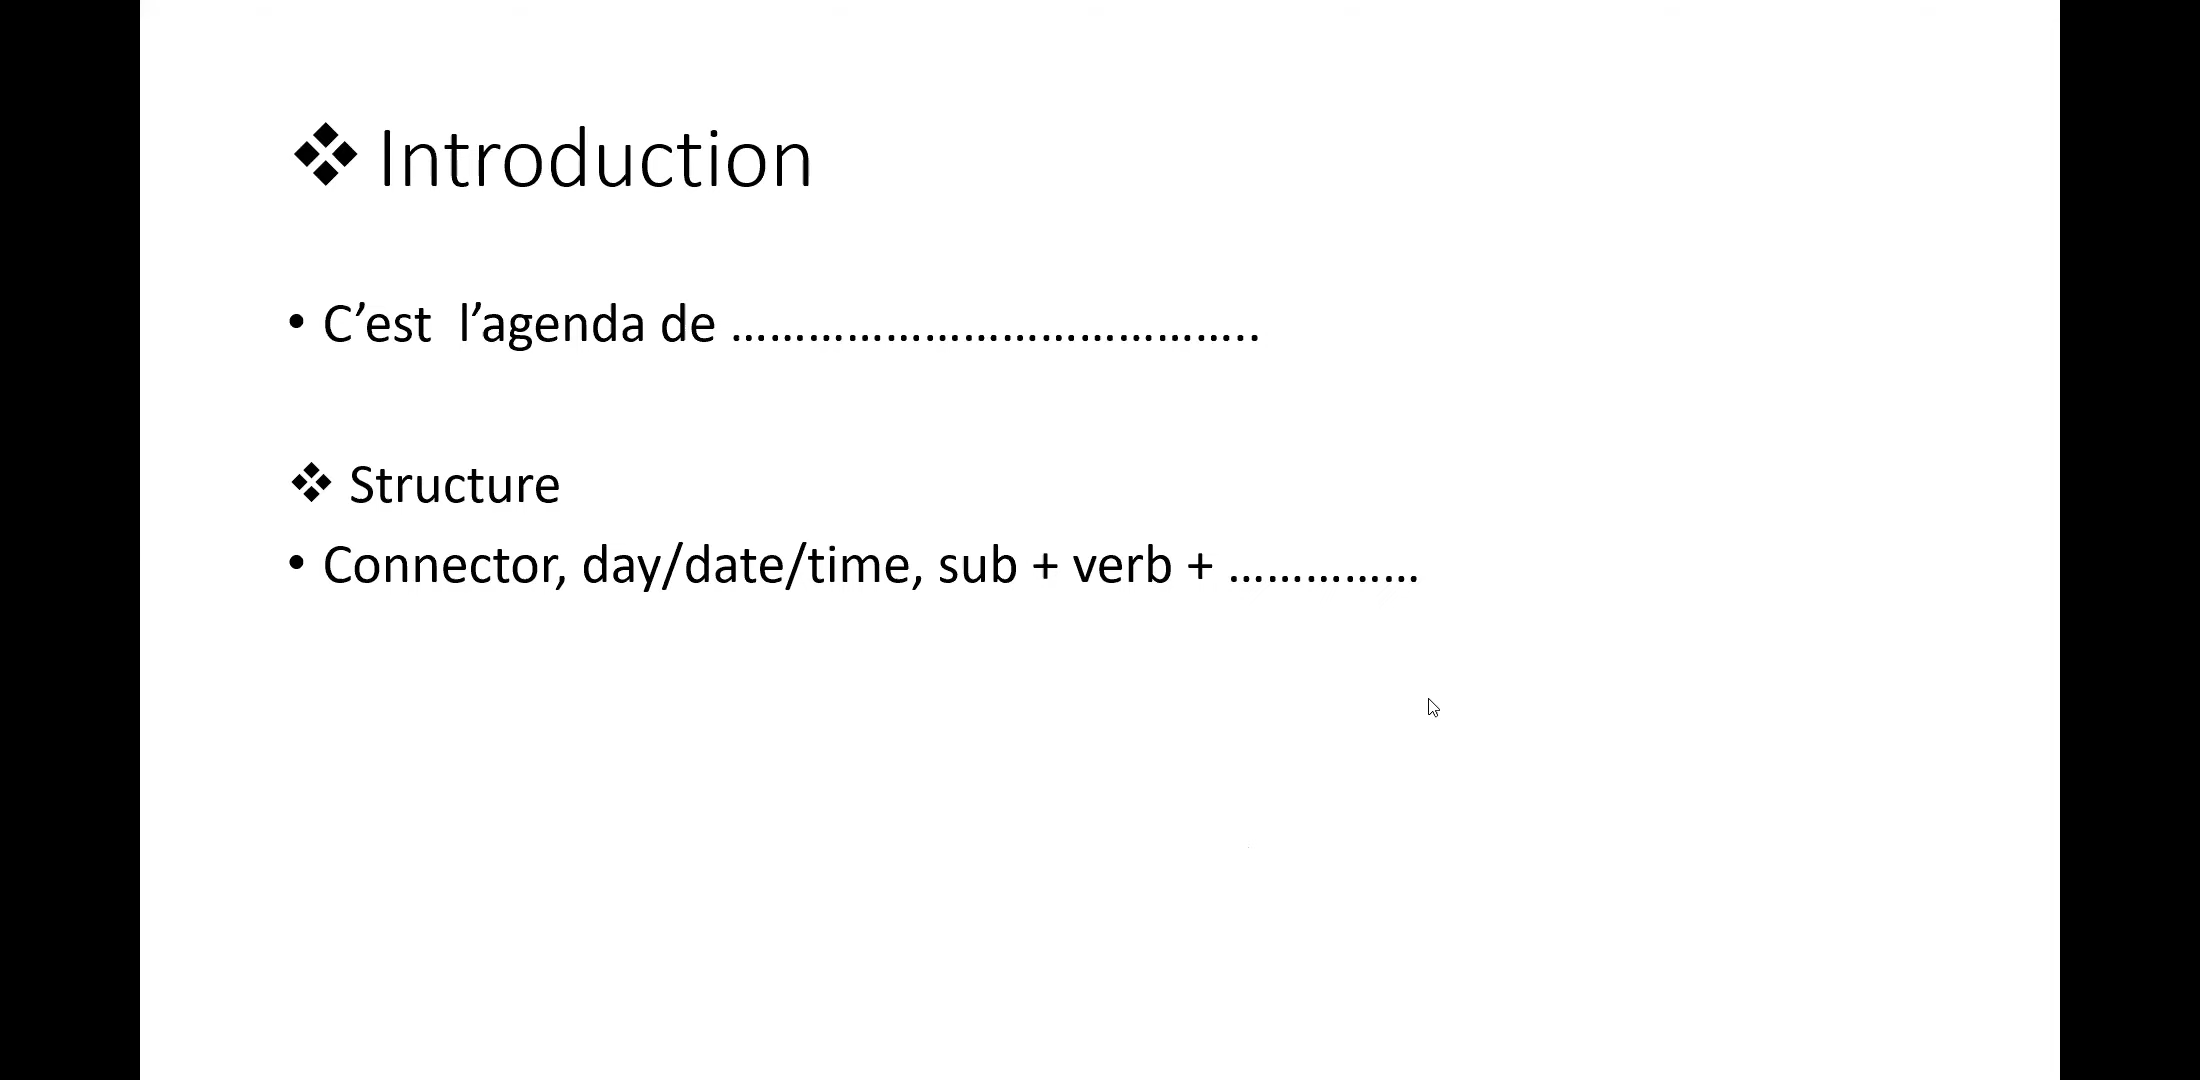 ❖ Introduction
• C’est  l’agenda de …………………………………..
❖ Structure
• Connector, day/date/time, sub + verb + ……………